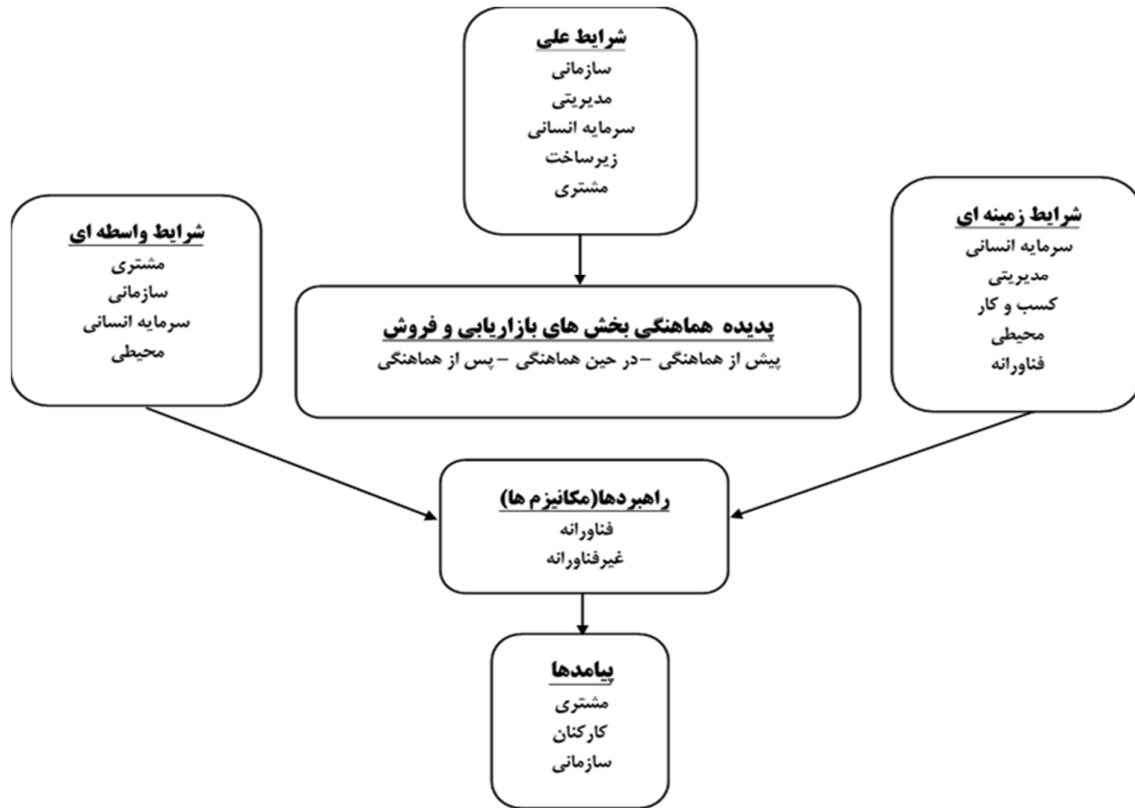 شرایط علی
سازمانی
مدیریتی
سرمایه انسانی
زیرساخت
مشتری
شرایط زمینه ای
سرمایه انسانی
مدیریتی
کسب و کار
محیطی
فناورانه
شرایط واسطه ای
مشتری
سازمانی
سرمایه انسانی
محیطی
پدیده هماهنگی بخش های بازاریابی و فروش
پیش از هماهنگی – در حین هماهنگی – پس از هماهنگی
راهبردها(مکانیزم ها)
فناورانه
غیرفناورانه
پیامدها
مشتری
کارکنان
سازمانی